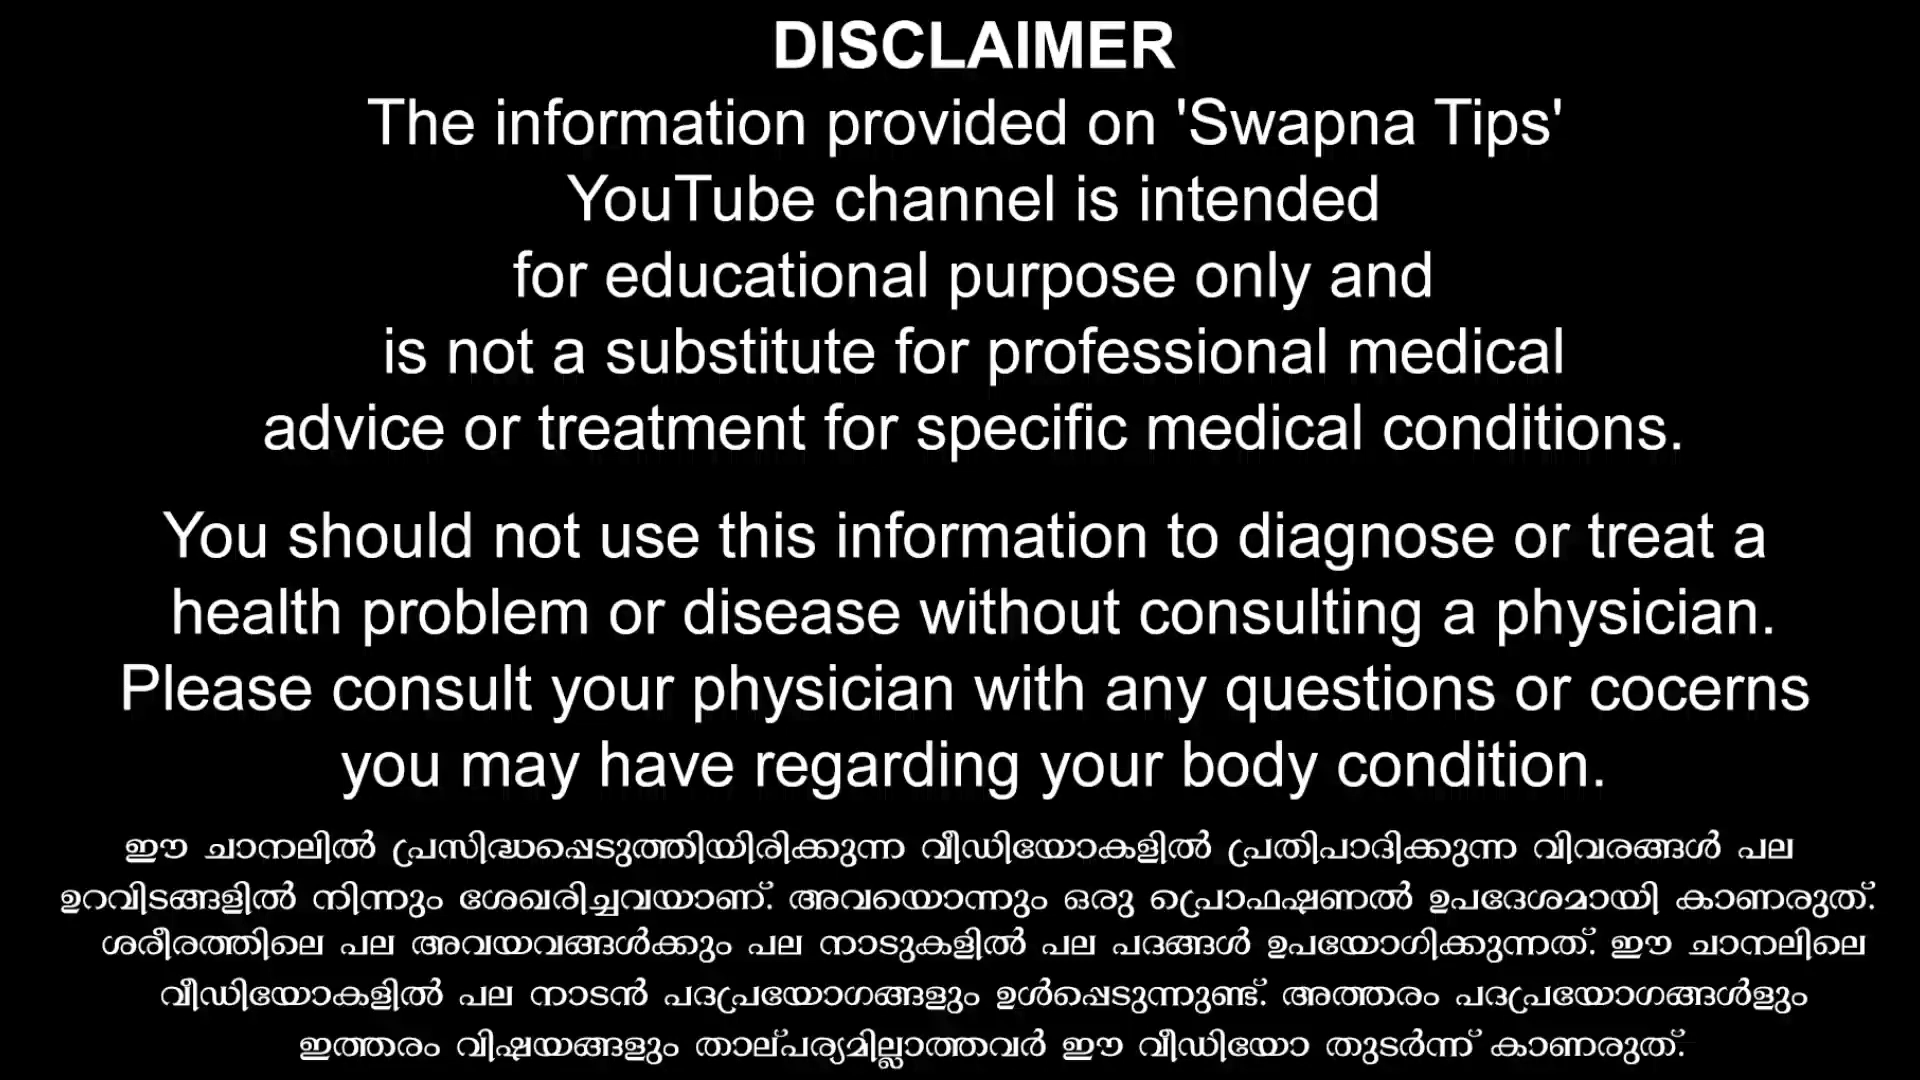 DISCLAIMER
The information provided on 'Swapna Tips'
YouTube channel is intended
for educational purpose only and
is not a substitute for professional medical
advice or treatment for specific medical conditions.
You should not use this information to diagnose or treat a
health problem or disease without consulting a physician.
Please consult your physician with any questions or cocerns
you may have regarding your body condition.
ഈ ചാനലിൽ പ്രസിദ്ധപ്പെടുത്തിയിരിക്കുന്ന വീഡിയോകളിൽ പ്രതിപാദിക്കുന്ന വിവരങ്ങൾ പല
ഉറവിടങ്ങളിൽ നിന്നും ശേഖരിച്ചവയാണ്. അവയൊന്നും ഒരു പ്രൊഫഷണൽ ഉപദേശമായി കാണരുത്.
ശരീരത്തിലെ പല അവയവങ്ങൾക്കും പല നാടുകളിൽ പല പദങ്ങൾ ഉപയോഗിക്കുന്നത്. ഈ ചാനലിലെ
വീഡിയോകളിൽ പല നാടൻ പദപ്രയോഗങ്ങളും ഉൾപ്പെടുന്നുണ്ട്. അത്തരം പദപ്രയോഗങ്ങൾളും
ഇത്തരം വിഷയങ്ങളും താല്പര്യമില്ലാത്തവർ ഈ വീഡിയോ തുടർന്ന് കാണരുത്.